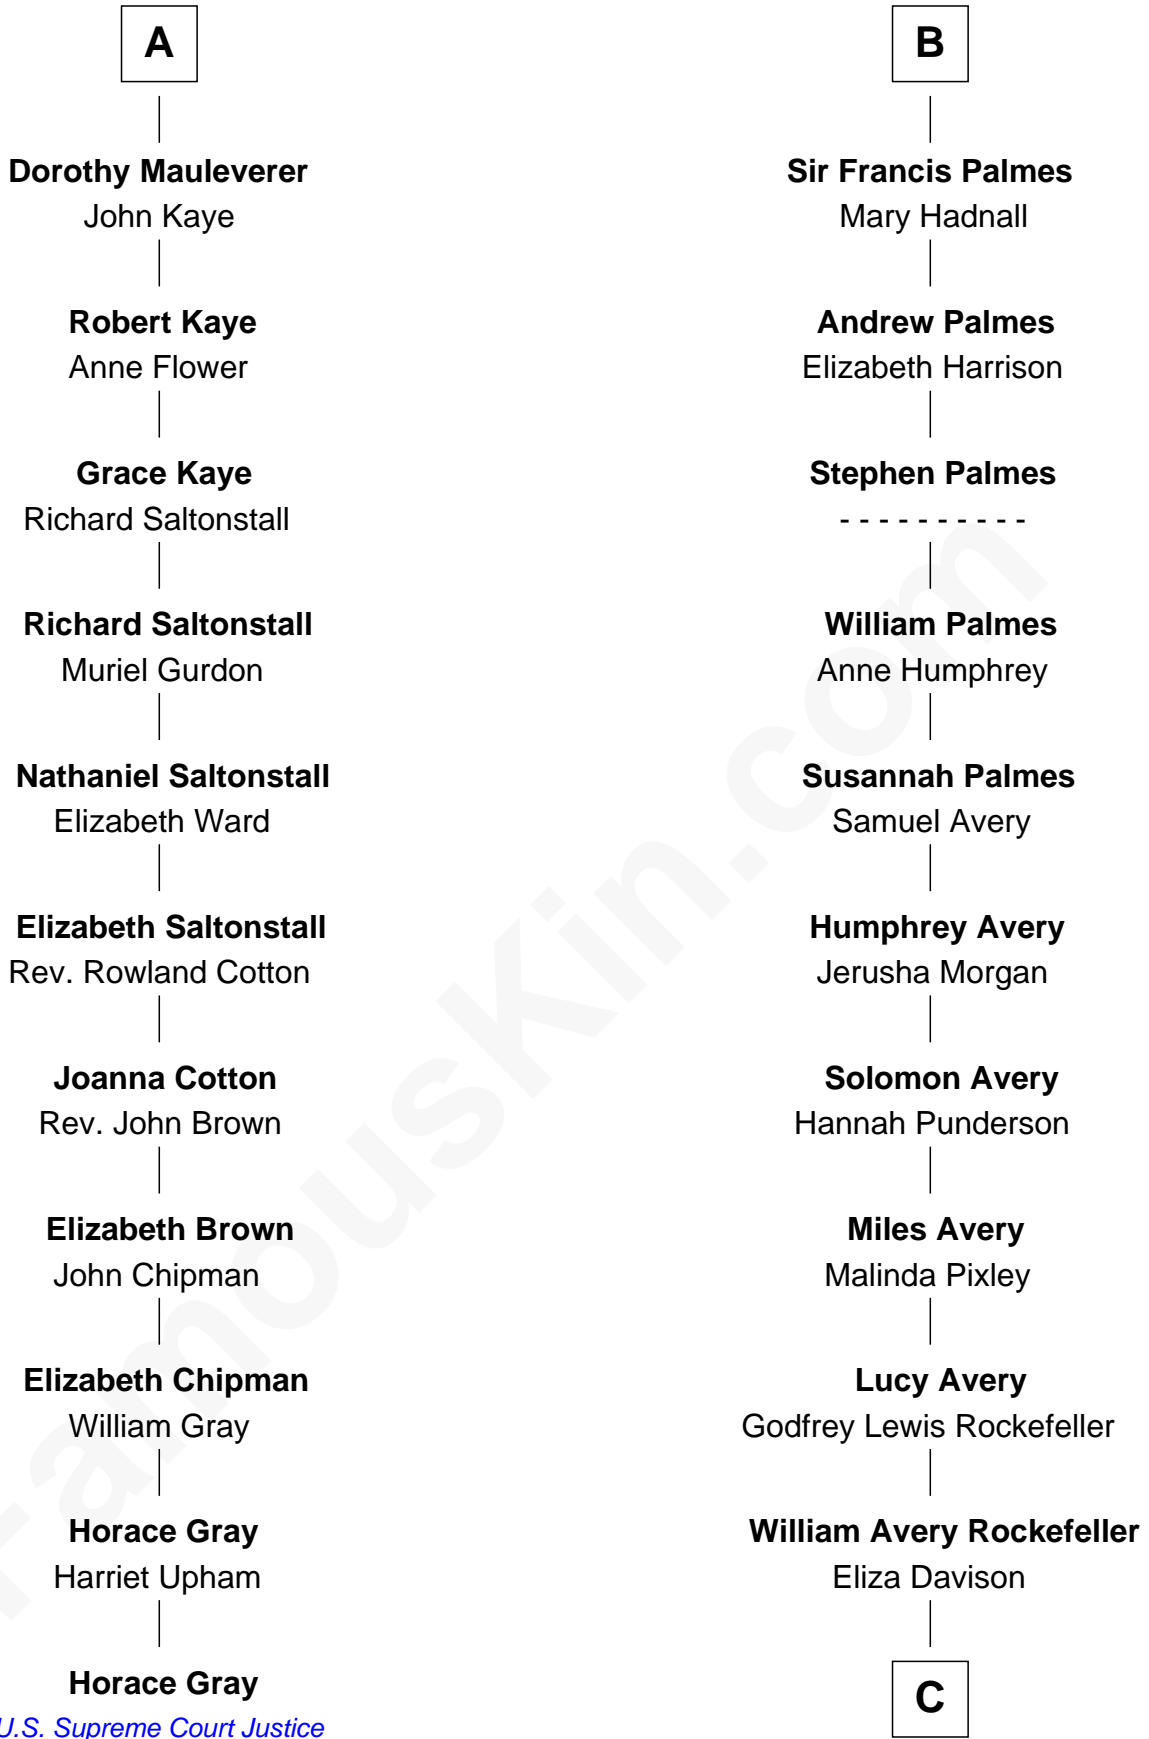 A
Dorothy Mauleverer
John Kaye
Robert Kaye
Anne Flower
Grace Kaye
Richard Saltonstall
Richard Saltonstall
Muriel Gurdon
Nathaniel Saltonstall
Elizabeth Ward
Elizabeth Saltonstall
Rev. Rowland Cotton
Joanna Cotton
Rev. John Brown
Elizabeth Brown
John Chipman
Elizabeth Chipman
William Gray
Horace Gray
Harriet Upham
Horace Gray
U.S. Supreme Court Justice
B
Sir Francis Palmes
Mary Hadnall
Andrew Palmes
Elizabeth Harrison
Stephen Palmes
- - - - - - - - - -
William Palmes
Anne Humphrey
Susannah Palmes
Samuel Avery
Humphrey Avery
Jerusha Morgan
Solomon Avery
Hannah Punderson
Miles Avery
Malinda Pixley
Lucy Avery
Godfrey Lewis Rockefeller
William Avery Rockefeller
Eliza Davison
C
FamousKin.com